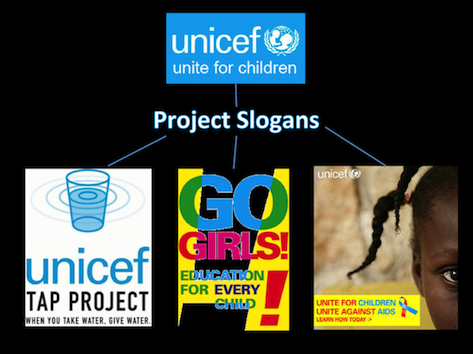 unicef
unite for children
Project Slogans
unicef
TAP PROJECT
WHEN YOU TAKE WATER, GIVE WATER.
GO
GIRLS!
EDUCATION
FOR EVERY
CHILD
!
unicef
UNITE FOR CHILDREN
UNITE AGAINST AIDS
LEARN HOW TODAY >